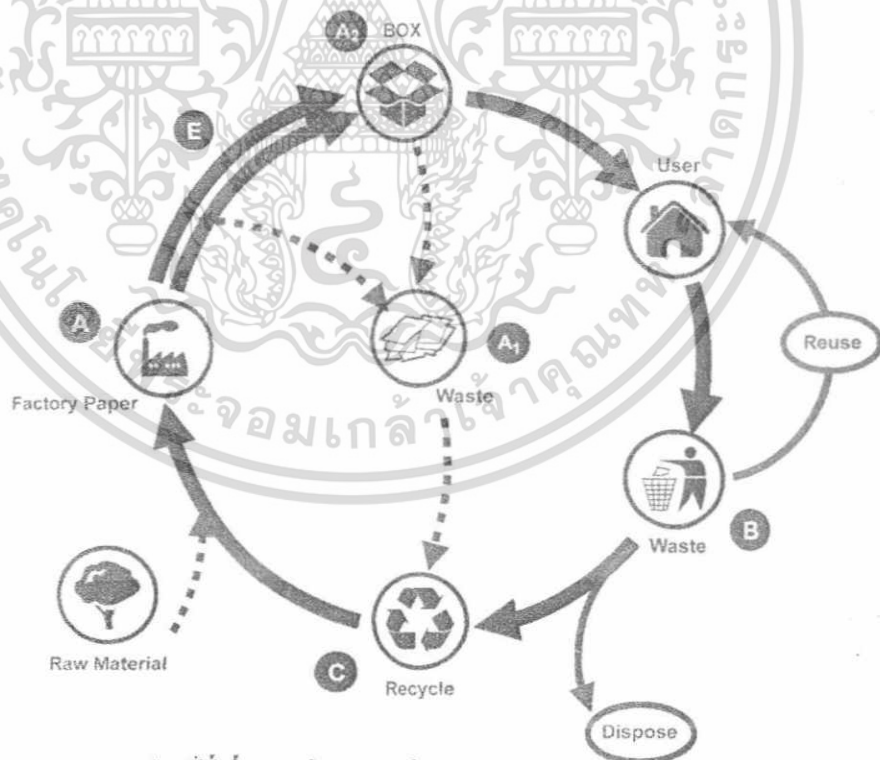 A2 BOX
E
User
A
Reuse
A1
Factory Paper
Waste
B
Waste
Raw Material
C
Recycle
Dispose